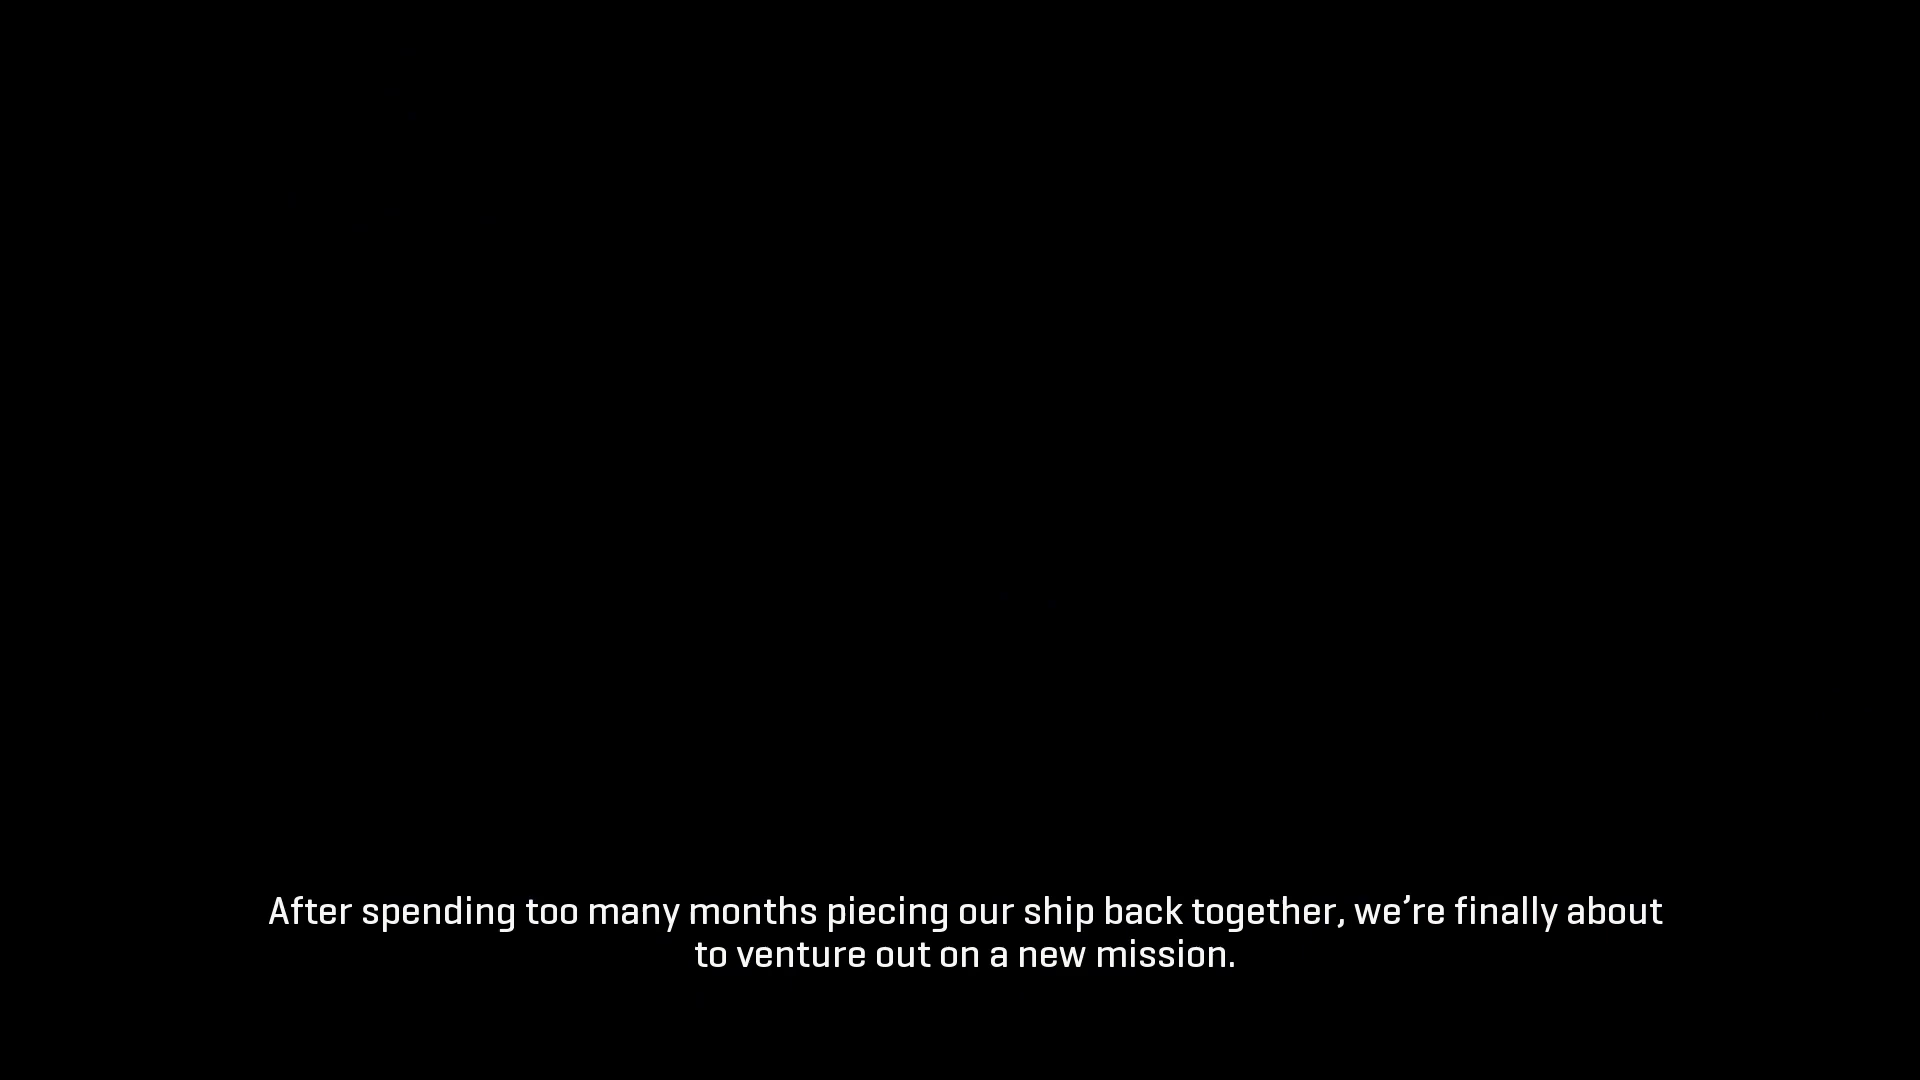 After spending too many months piecing our ship back together, we’re finally about
to venture out on a new mission.